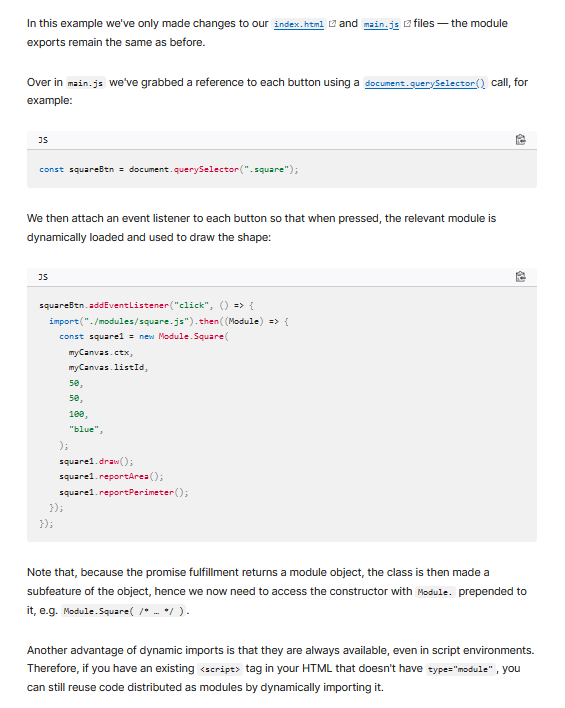 In this example we've only made changes to our index.html and main.js files — the module
exports remain the same as before.
Over in main.js we've grabbed a reference to each button using a document.querySelector() call, for
example:
JS
const squareBtn = document.querySelector(".square");
We then attach an event listener to each button so that when pressed, the relevant module is
dynamically loaded and used to draw the shape:
JS
squareBtn.addEventListener("click", () => {
  import("./modules/square.js").then((Module) => {
    const square1 = new Module.Square(
      myCanvas.ctx,
      myCanvas.listId,
      50,
      50,
      100,
      "blue",
    );
    square1.draw();
    square1.reportArea();
    square1.reportPerimeter();
  });
});
Note that, because the promise fulfillment returns a module object, the class is then made a
subfeature of the object, hence we now need to access the constructor with Module. prepended to
it, e.g. Module.Square( /* … */ ).
Another advantage of dynamic imports is that they are always available, even in script environments.
Therefore, if you have an existing <script> tag in your HTML that doesn't have type="module", you
can still reuse code distributed as modules by dynamically importing it.